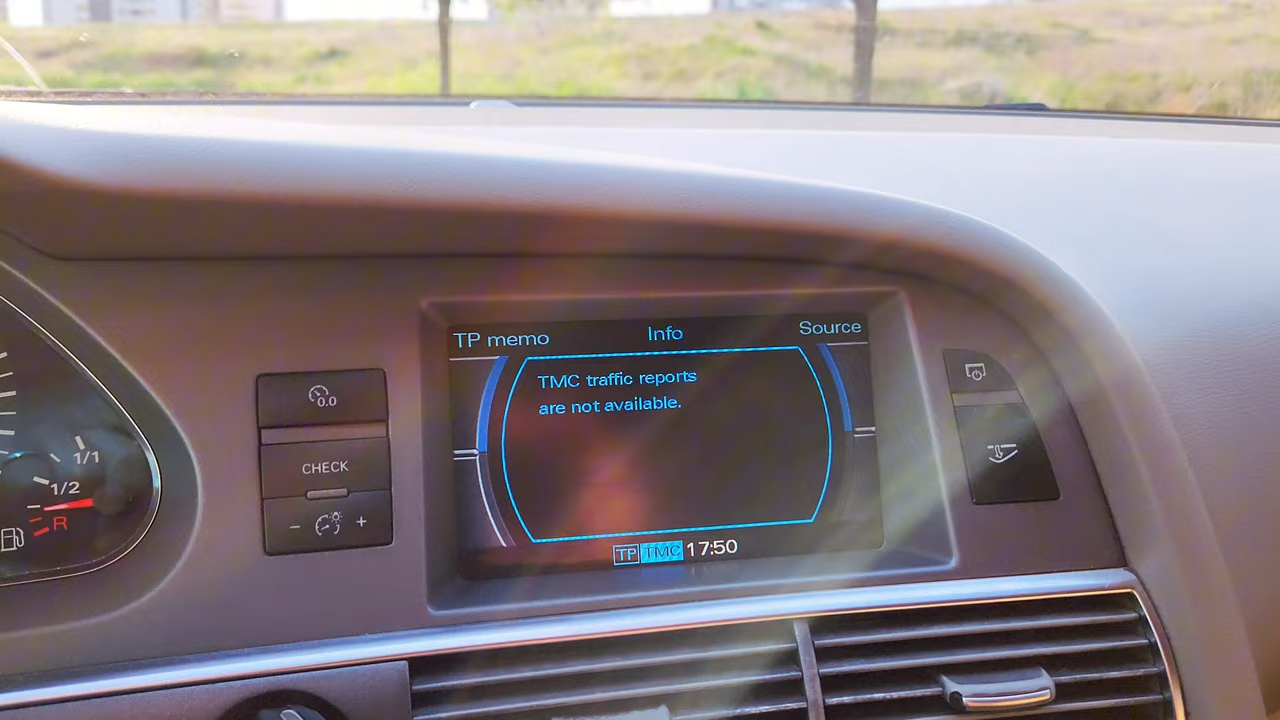 TP memo
Info
Source
TMC traffic reports
are not available.
TP TMC 17:50
0.0
CHECK
- +
1/1
1/2
R